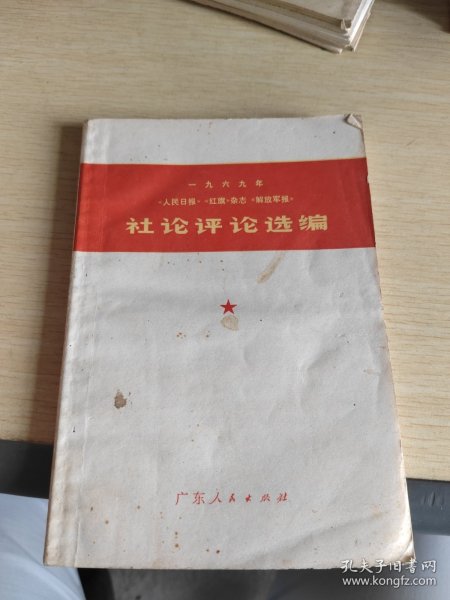 一九六九年
《人民日报》《红旗》杂志《解放军报》
社论评论选编
广东人民出版社
孔夫子旧书网
www.kongfz.com